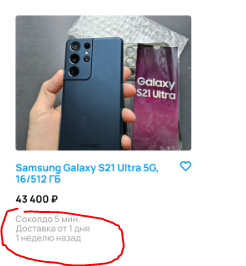 Galaxy
S21 Ultra
Samsung Galaxy S21 Ultra 5G,
16/512 ГБ
43 400 ₽
Соколдо 5 мин.
Доставка от 1 дня
1 неделю назад